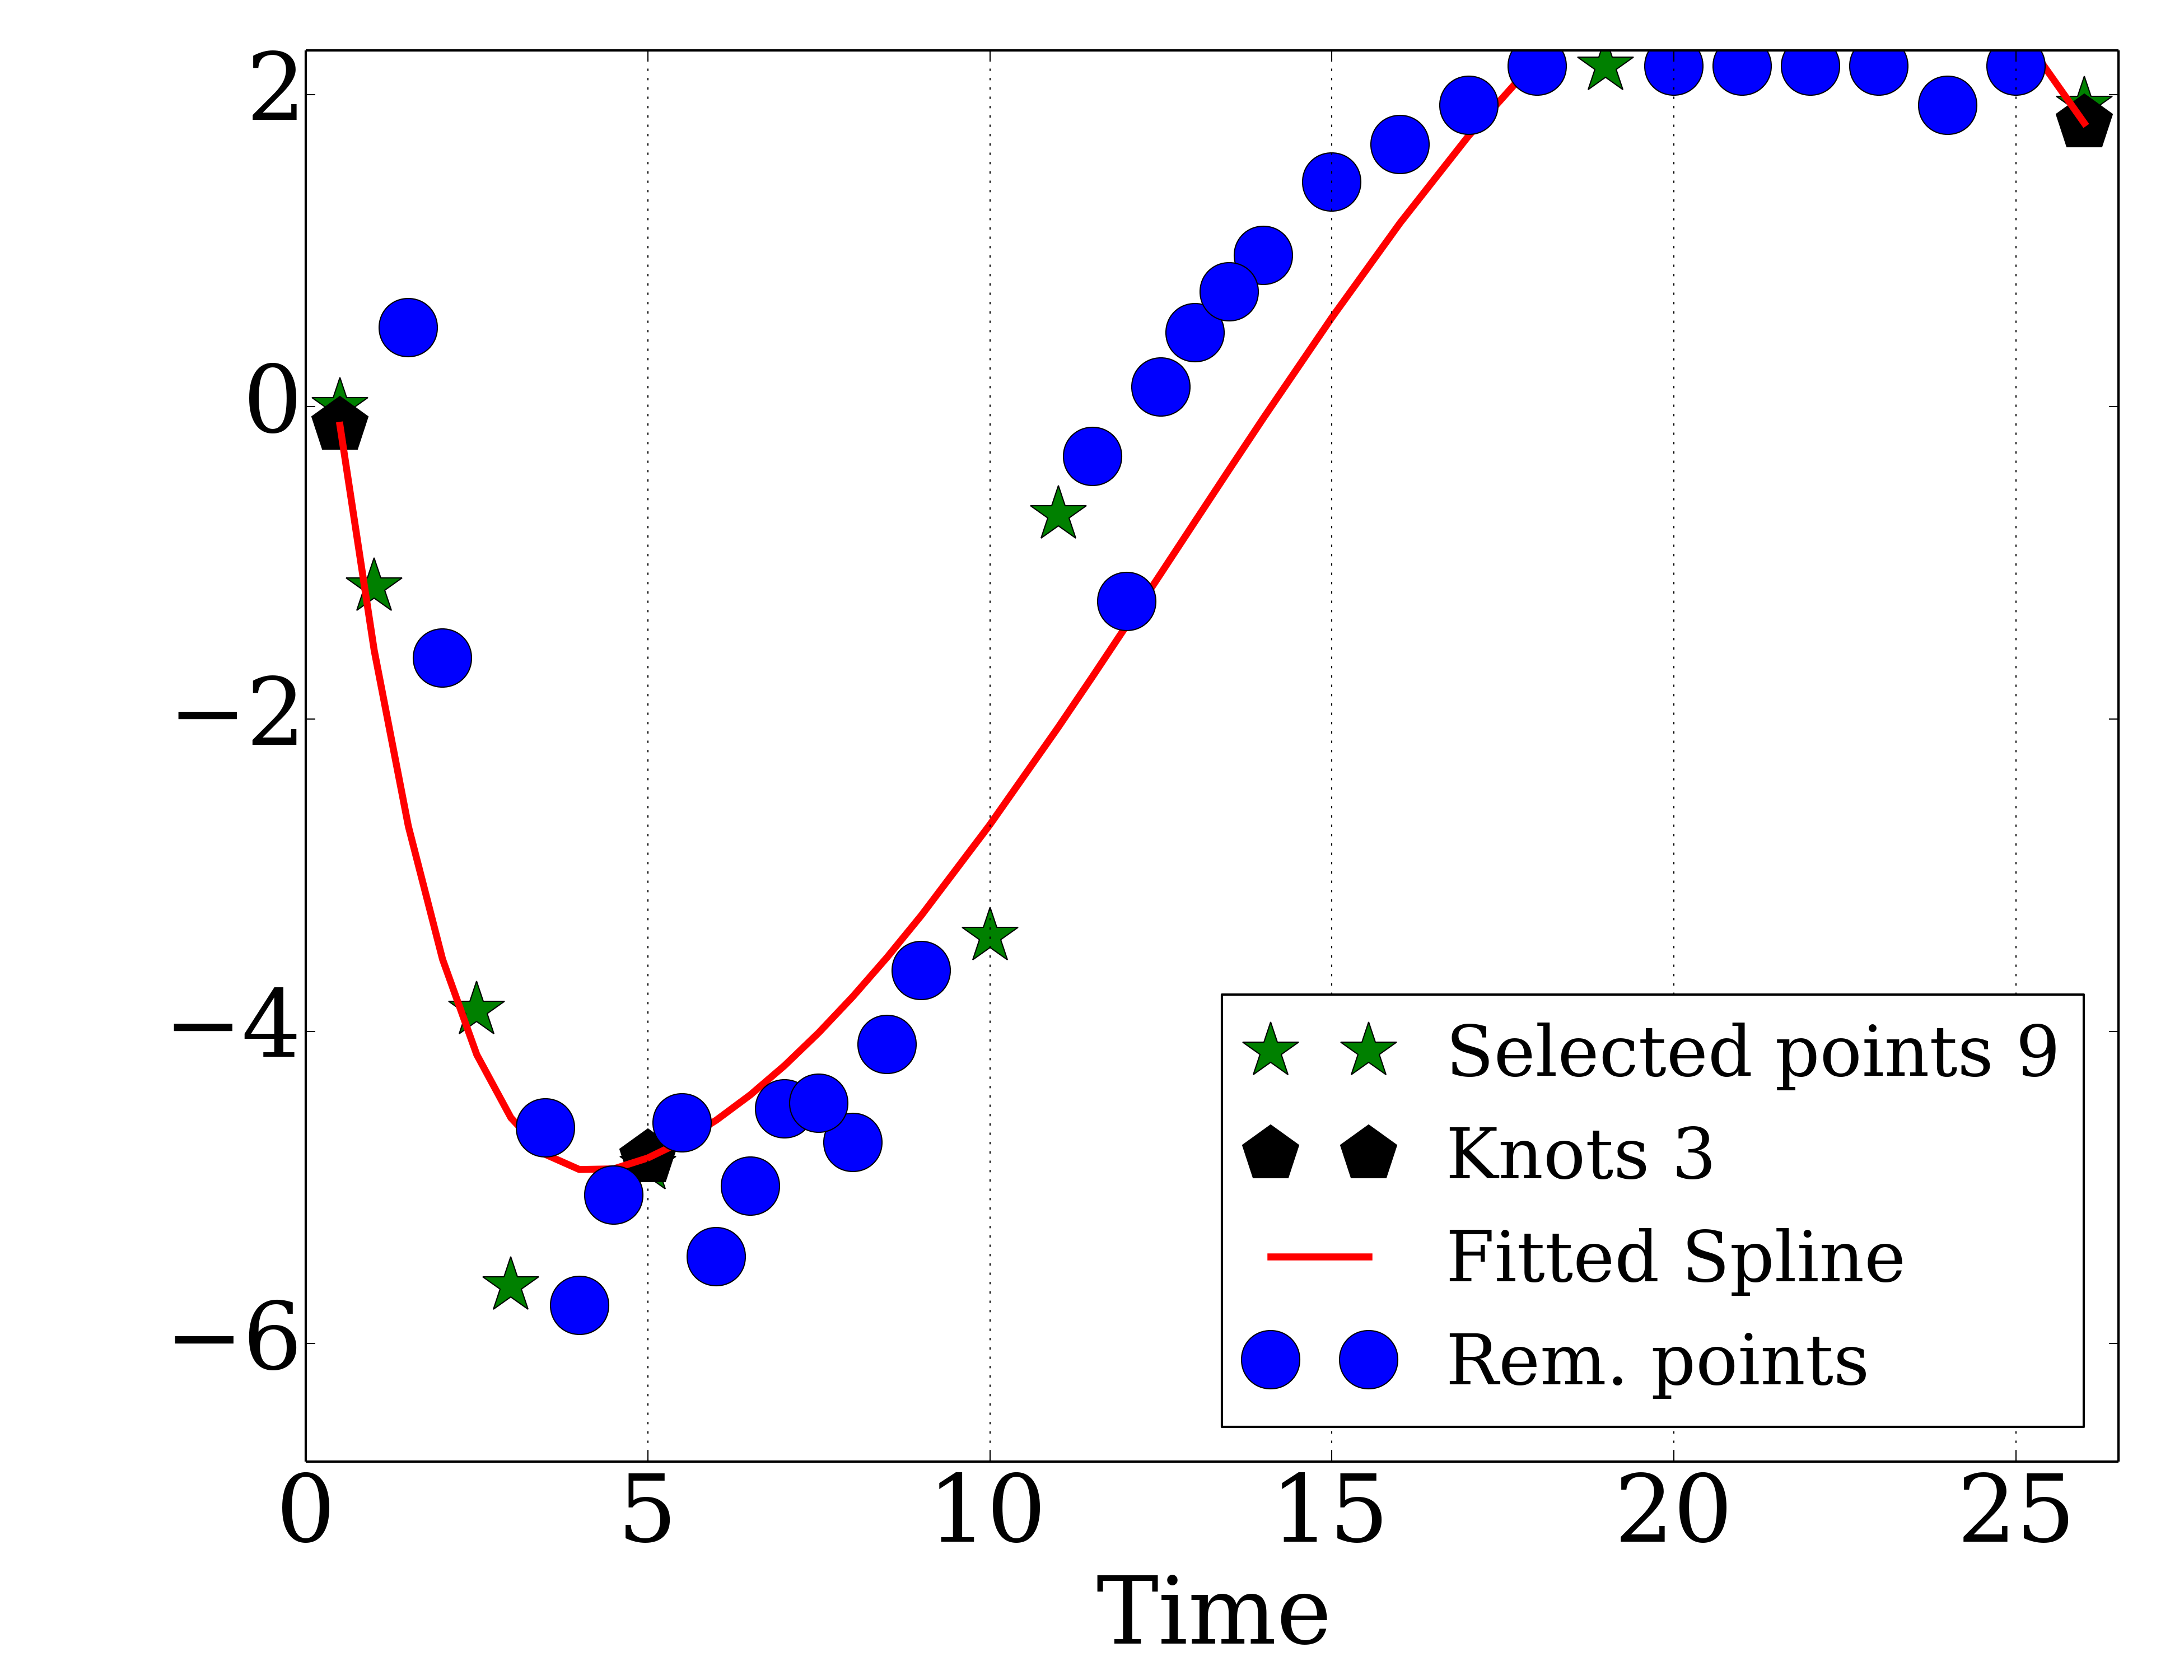 2
0
−2
−4
−6
Selected points 9
Knots 3
Fitted Spline
Rem. points
0 5 10 15 20 25
Time